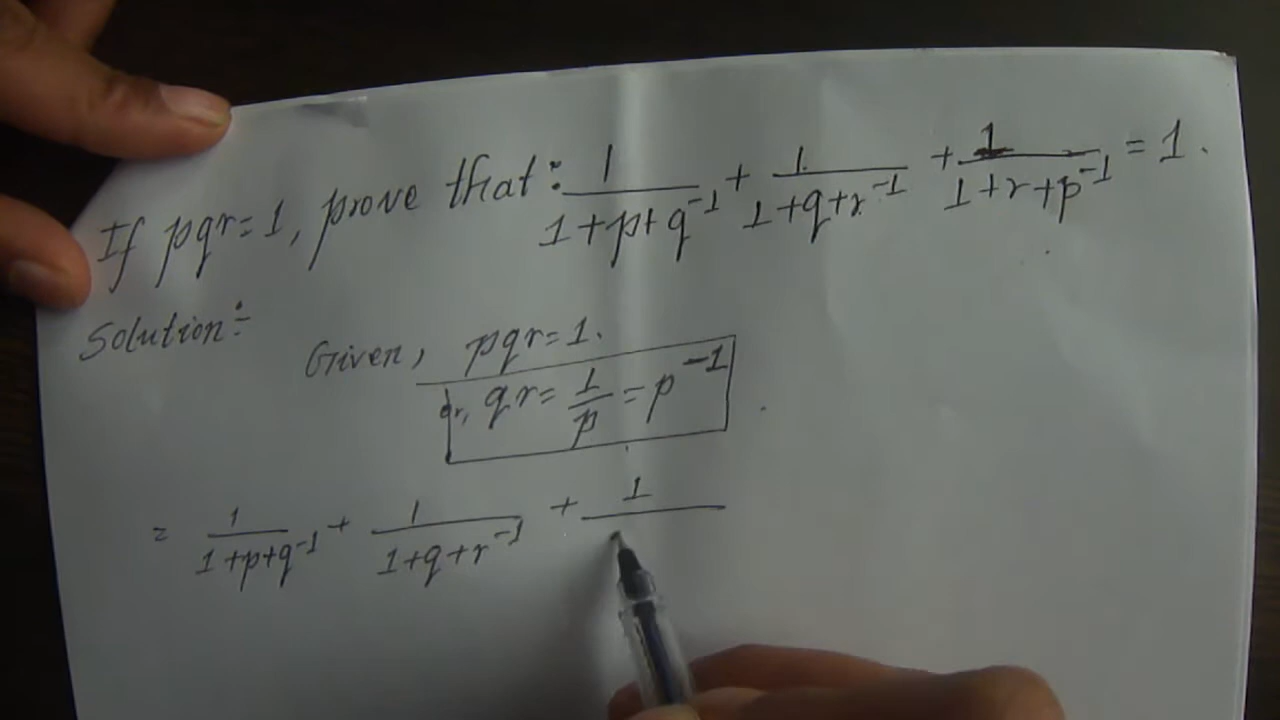 If pqr=1, prove that: 1/(1+p+q⁻¹) + 1/(1+q+r⁻¹) + 1/(1+r+p⁻¹) = 1.
Solution:-
Given, pqr=1.
or, qr = 1/p = p⁻¹
= 1/(1+p+q⁻¹) + 1/(1+q+r⁻¹) + 1/